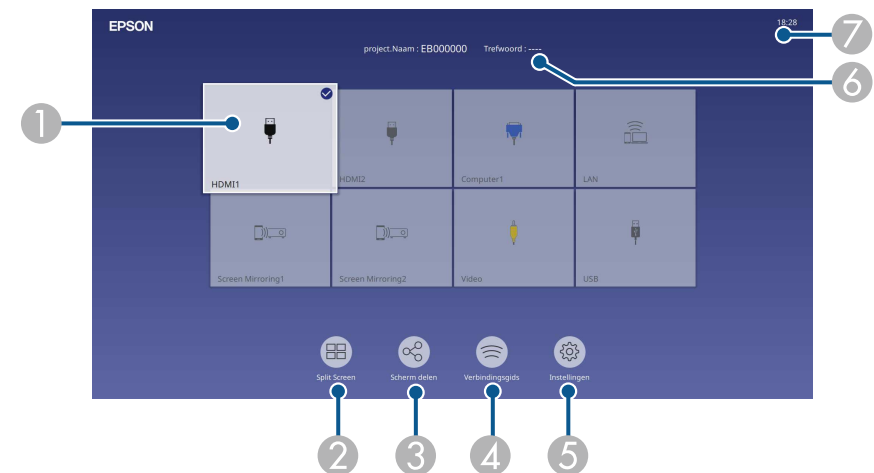 EPSON
18:28
7
project.Naam : EB000000 Trefwoord : ----
6
1
HDMI1
HDMI2
Computer1
LAN
Screen Mirroring1
Screen Mirroring2
Video
USB
Split Screen
Scherm delen
Verbindingsgids
Instellingen
2
3
4
5